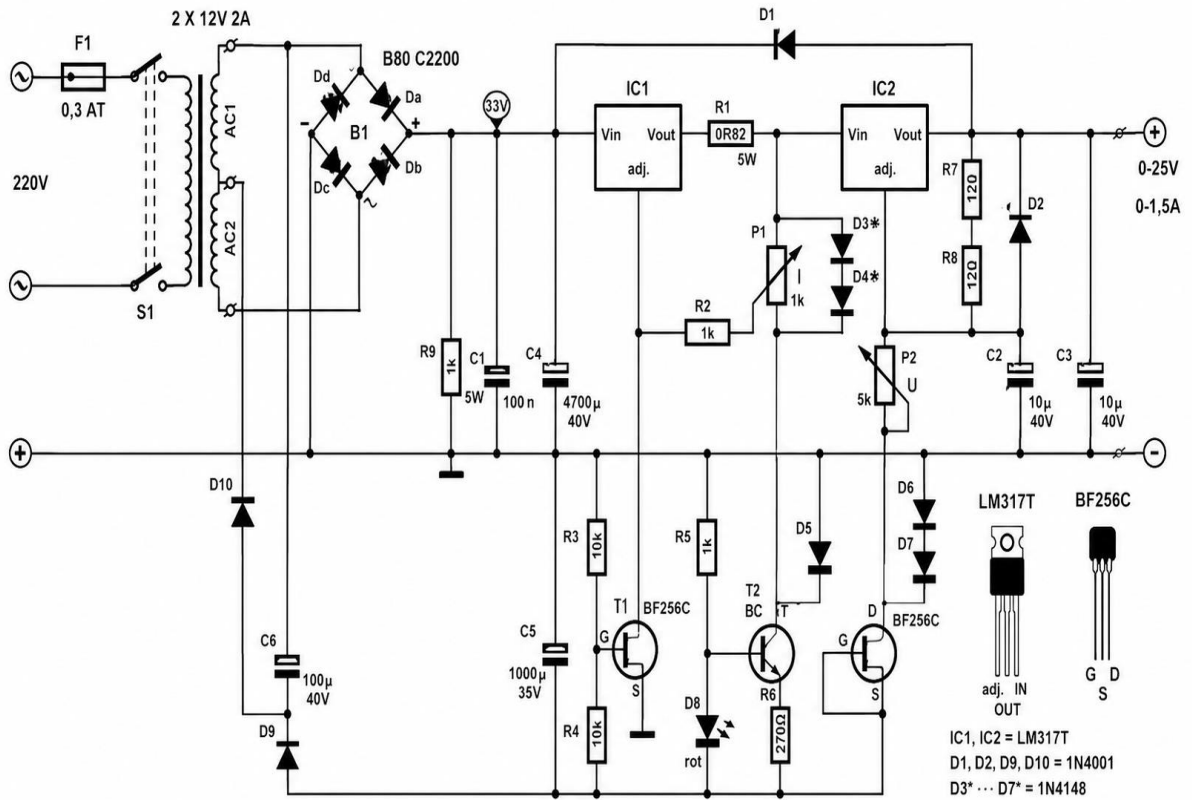 2 X 12V 2A
F1
0,3 AT
220V
S1
AC1
AC2
B80 C2200
Dd
Da
B1
Dc
Db
-
+
33V
D1
IC1
Vin
Vout
adj.
R1
0R82
5W
IC2
Vin
Vout
adj.
+
0-25V
0-1,5A
R7
12Ω
R8
12Ω
D2
P1
I
1k
D3*
D4*
R2
1k
P2
U
5k
R9
1k
5W
C1
100n
C4
4700µ
40V
C2
10µ
40V
C3
10µ
40V
+
-
D10
R3
10k
R5
1k
D5
D6
D7
LM317T
BF256C
T1
BF256C
G
S
T2
BC
T
D
BF256C
G
S
C6
100µ
40V
C5
1000µ
35V
D9
R4
10k
D8
rot
R6
270Ω
adj. IN
OUT
G D
S
IC1, IC2 = LM317T
D1, D2, D9, D10 = 1N4001
D3* ··· D7* = 1N4148